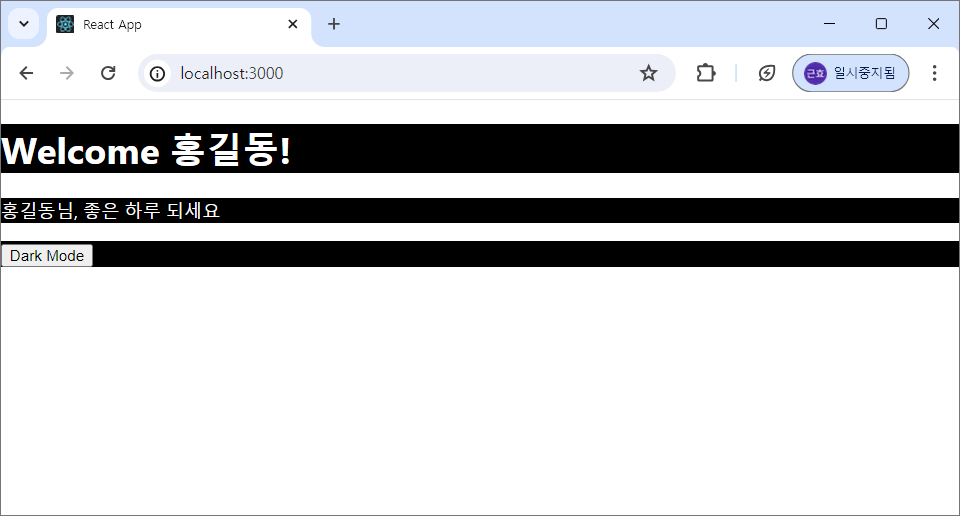 React App
localhost:3000
근효 일시중지됨
Welcome 홍길동!
홍길동님, 좋은 하루 되세요
Dark Mode